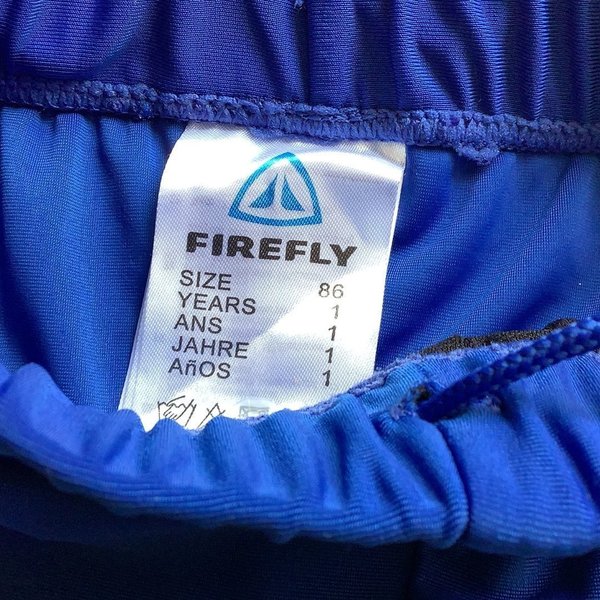 FIREFLY
SIZE 86
YEARS 1
ANS 1
JAHRE 1
AñOS 1